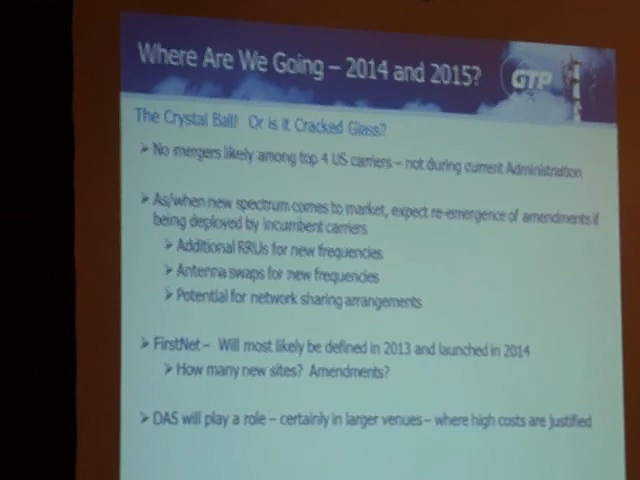 Where Are We Going – 2014 and 2015?
GTP
The Crystal Ball! Or is it Cracked Glass?
➢ No mergers likely among top 4 US carriers – not during current Administration
➢ As/when new spectrum comes to market, expect re-emergence of amendments if
being deployed by incumbent carriers
➢ Additional RRUs for new frequencies
➢ Antenna swaps for new frequencies
➢ Potential for network sharing arrangements
➢ FirstNet – Will most likely be defined in 2013 and launched in 2014
➢ How many new sites? Amendments?
➢ DAS will play a role – certainly in larger venues – where high costs are justified